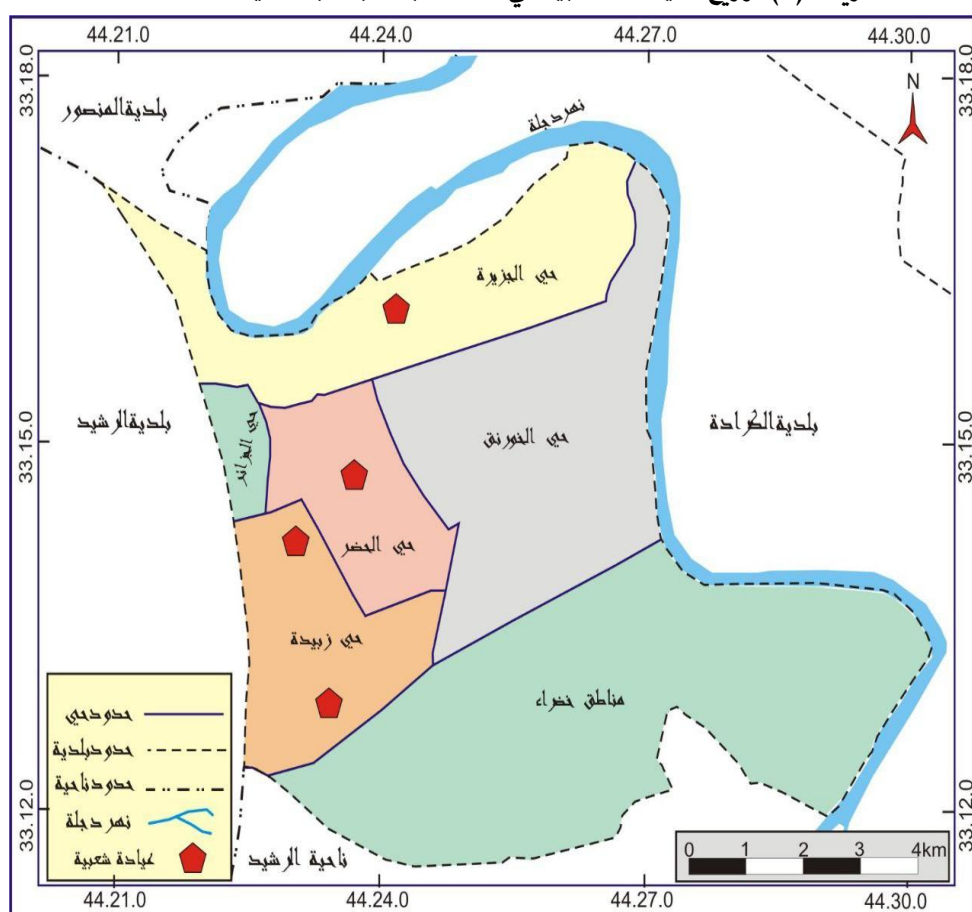 44.21.0 44.24.0 44.27.0 44.30.0
33.18.0 33.18.0
N
بلدية المنصور
نهر دجلة
حي الجزيرة
بلدية الرشيد
حي الجزائر
حي الخورنق
بلدية الكرادة
33.15.0 33.15.0
حي الحضر
حي زبيدة
مناطق خضراء
حدود حي
حدود بلدية
حدود ناحية
نهر دجلة
عيادة شعبية
ناحية الرشيد
33.12.0 33.12.0
0 1 2 3 4km
44.21.0 44.24.0 44.27.0 44.30.0